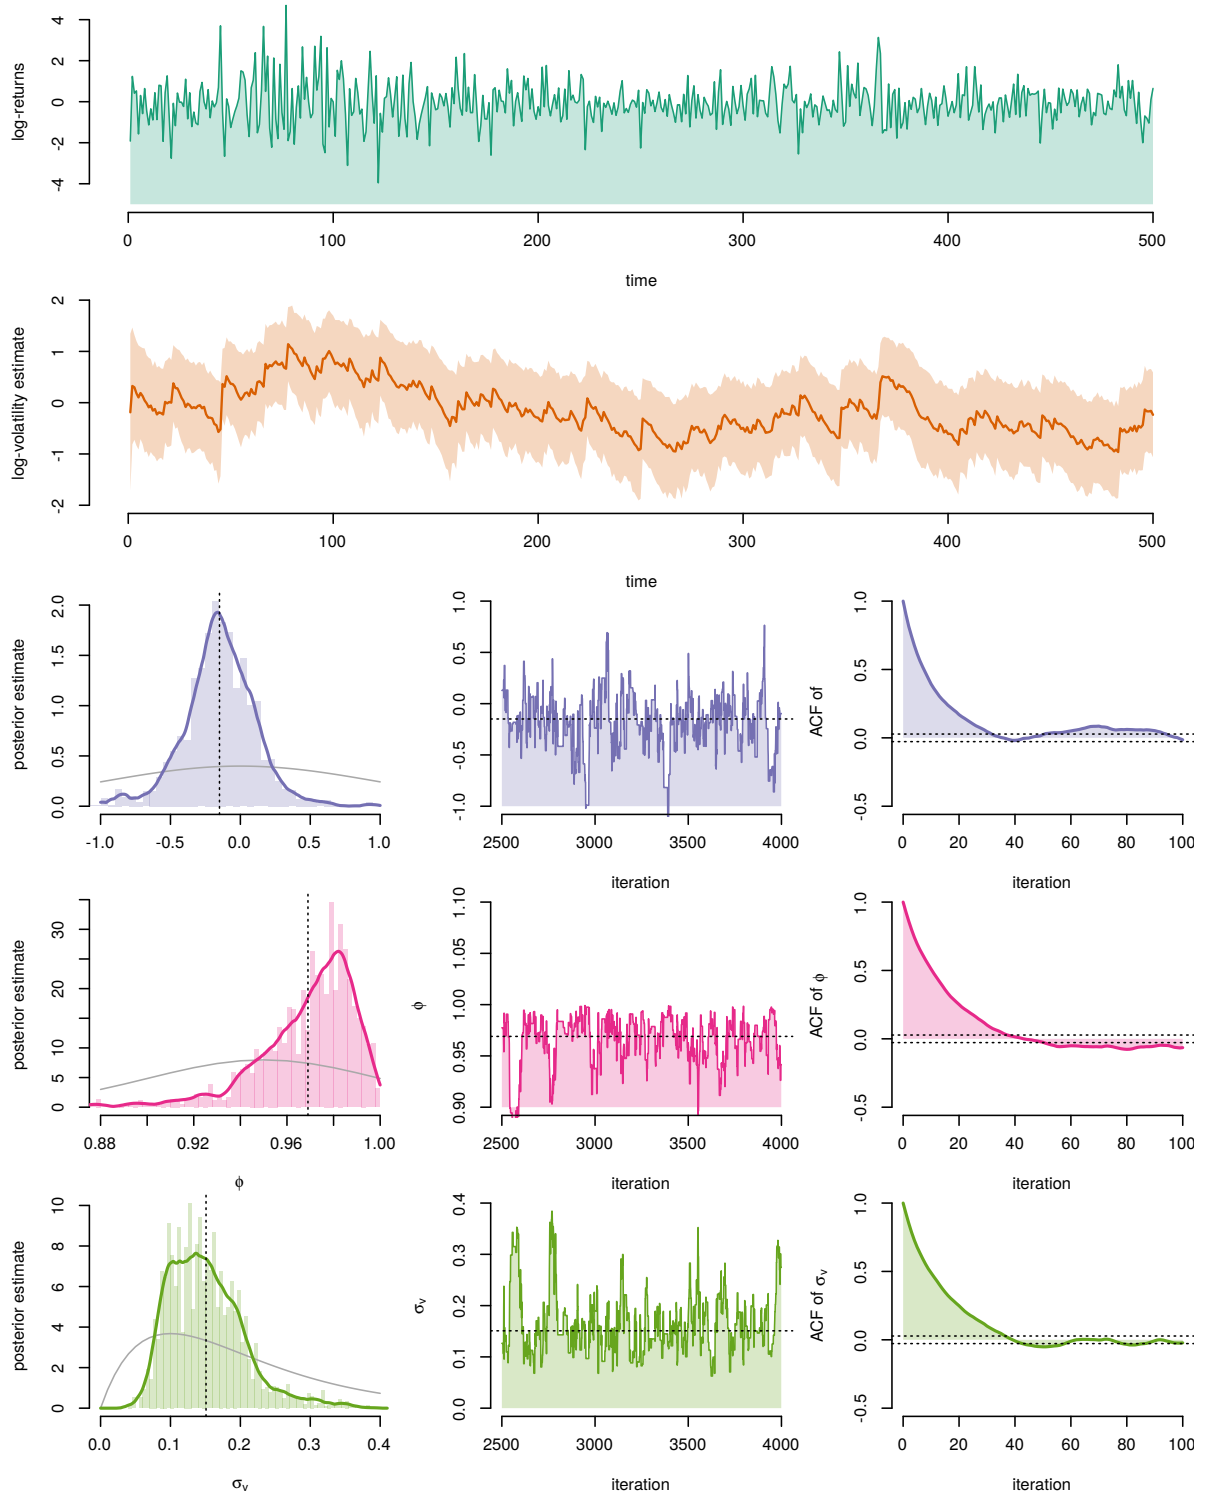 log-returns
4
2
0
-2
-4
0 100 200 300 400 500
time
log-volatility estimate
2
1
0
-1
-2
0 100 200 300 400 500
time
posterior estimate
2.0
1.5
1.0
0.5
0.0
-1.0 -0.5 0.0 0.5 1.0
1.0
0.5
0.0
-0.5
-1.0
2500 3000 3500 4000
iteration
ACF of
1.0
0.5
0.0
-0.5
0 20 40 60 80 100
iteration
posterior estimate
30
20
10
5
0
0.88 0.92 0.96 1.00
ϕ
ϕ
1.10
1.05
1.00
0.95
0.90
2500 3000 3500 4000
iteration
ACF of ϕ
1.0
0.5
0.0
-0.5
0 20 40 60 80 100
iteration
posterior estimate
10
8
6
4
2
0
0.0 0.1 0.2 0.3 0.4
σv
σv
0.4
0.3
0.2
0.1
0.0
2500 3000 3500 4000
iteration
ACF of σv
1.0
0.5
0.0
-0.5
0 20 40 60 80 100
iteration